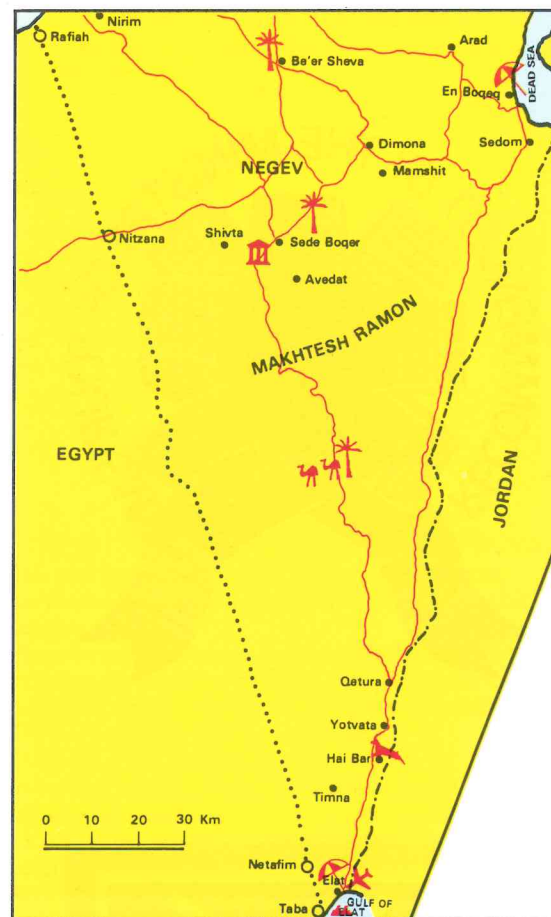 Nirim
Rafiah
Arad
Be'er Sheva
DEAD SEA
En Boqeq
Dimona
Sedom
NEGEV
Mamshit
Nitzana
Shivta
Sede Boqer
Avedat
MAKHTESH RAMON
EGYPT
JORDAN
Qetura
Yotvata
Hai Bar
Timna
0 10 20 30 Km
Netafim
Elat
GULF OF
ELAT
Taba